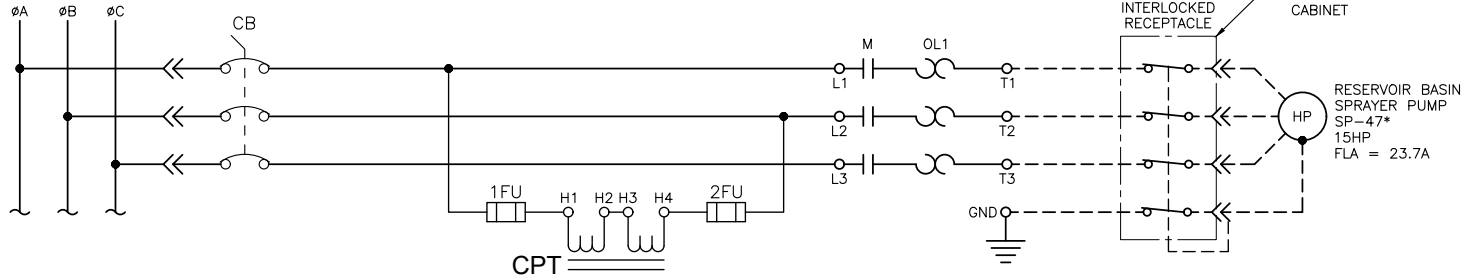 øA
øB
øC
CB
M
OL1
L1
T1
L2
T2
L3
T3
1FU
H1
H2
H3
H4
2FU
CPT
GND
INTERLOCKED
RECEPTACLE
CABINET
HP
RESERVOIR BASIN
SPRAYER PUMP
SP-47*
15HP
FLA = 23.7A